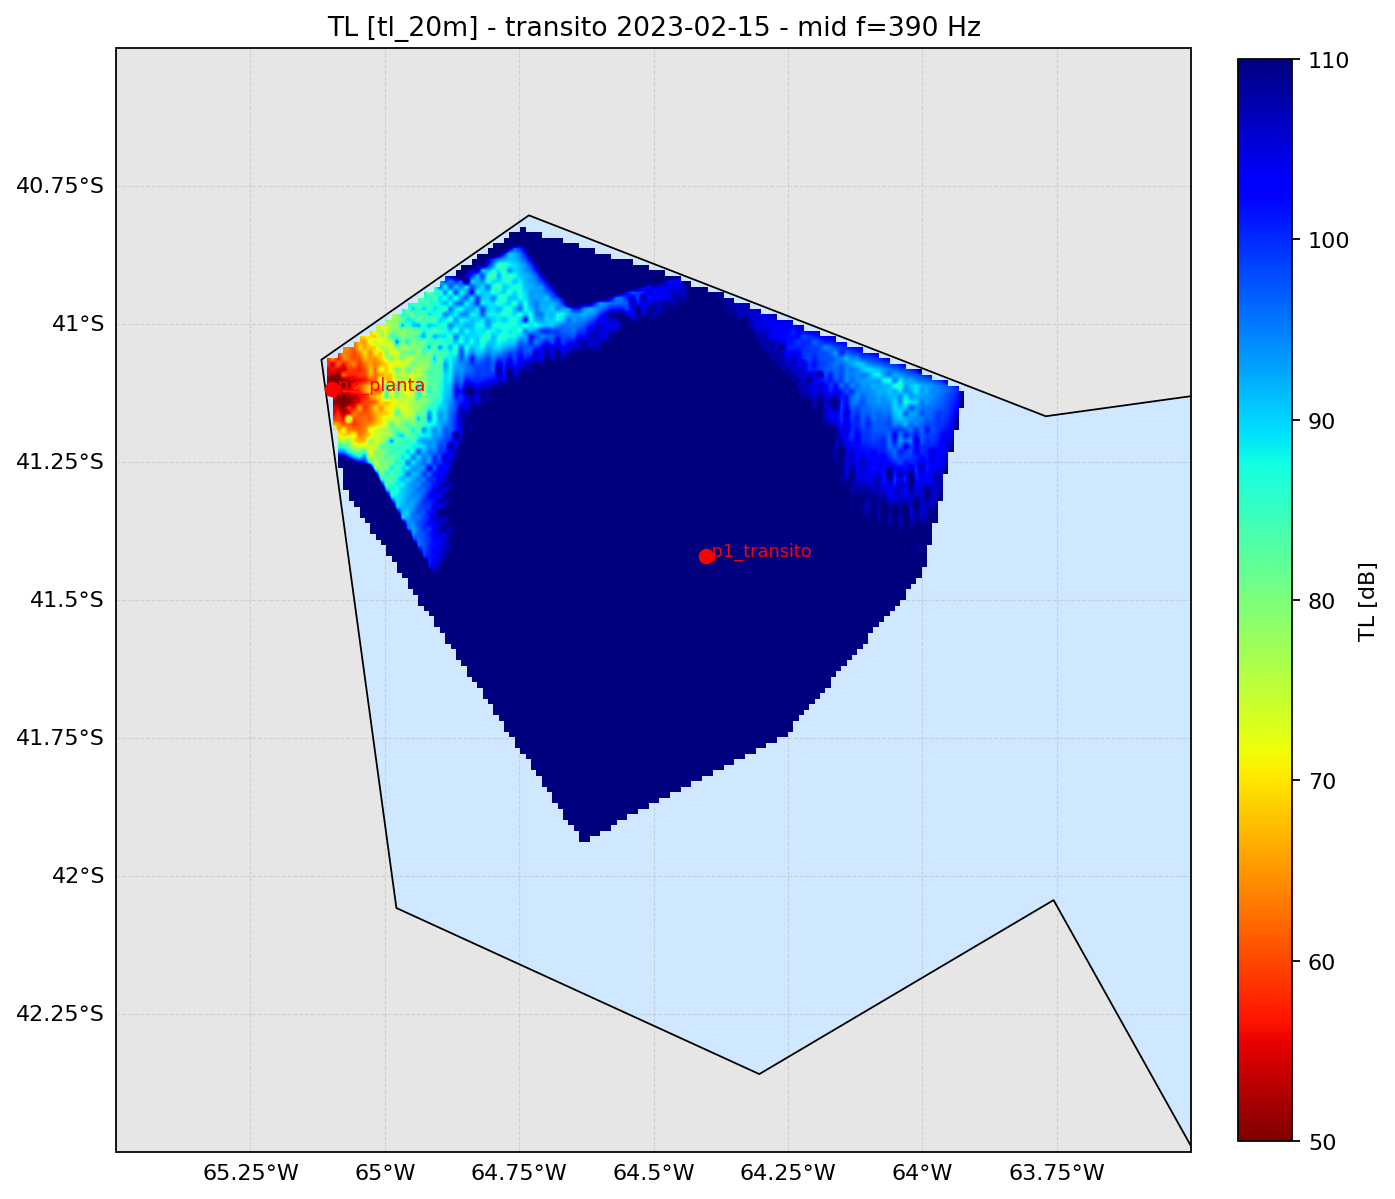 TL [tl_20m] - transito 2023-02-15 - mid f=390 Hz
110
100
90
80
70
60
50
TL [dB]
40.75°S
41°S
41.25°S
41.5°S
41.75°S
42°S
42.25°S
p2_planta
p1_transito
65.25°W
65°W
64.75°W
64.5°W
64.25°W
64°W
63.75°W